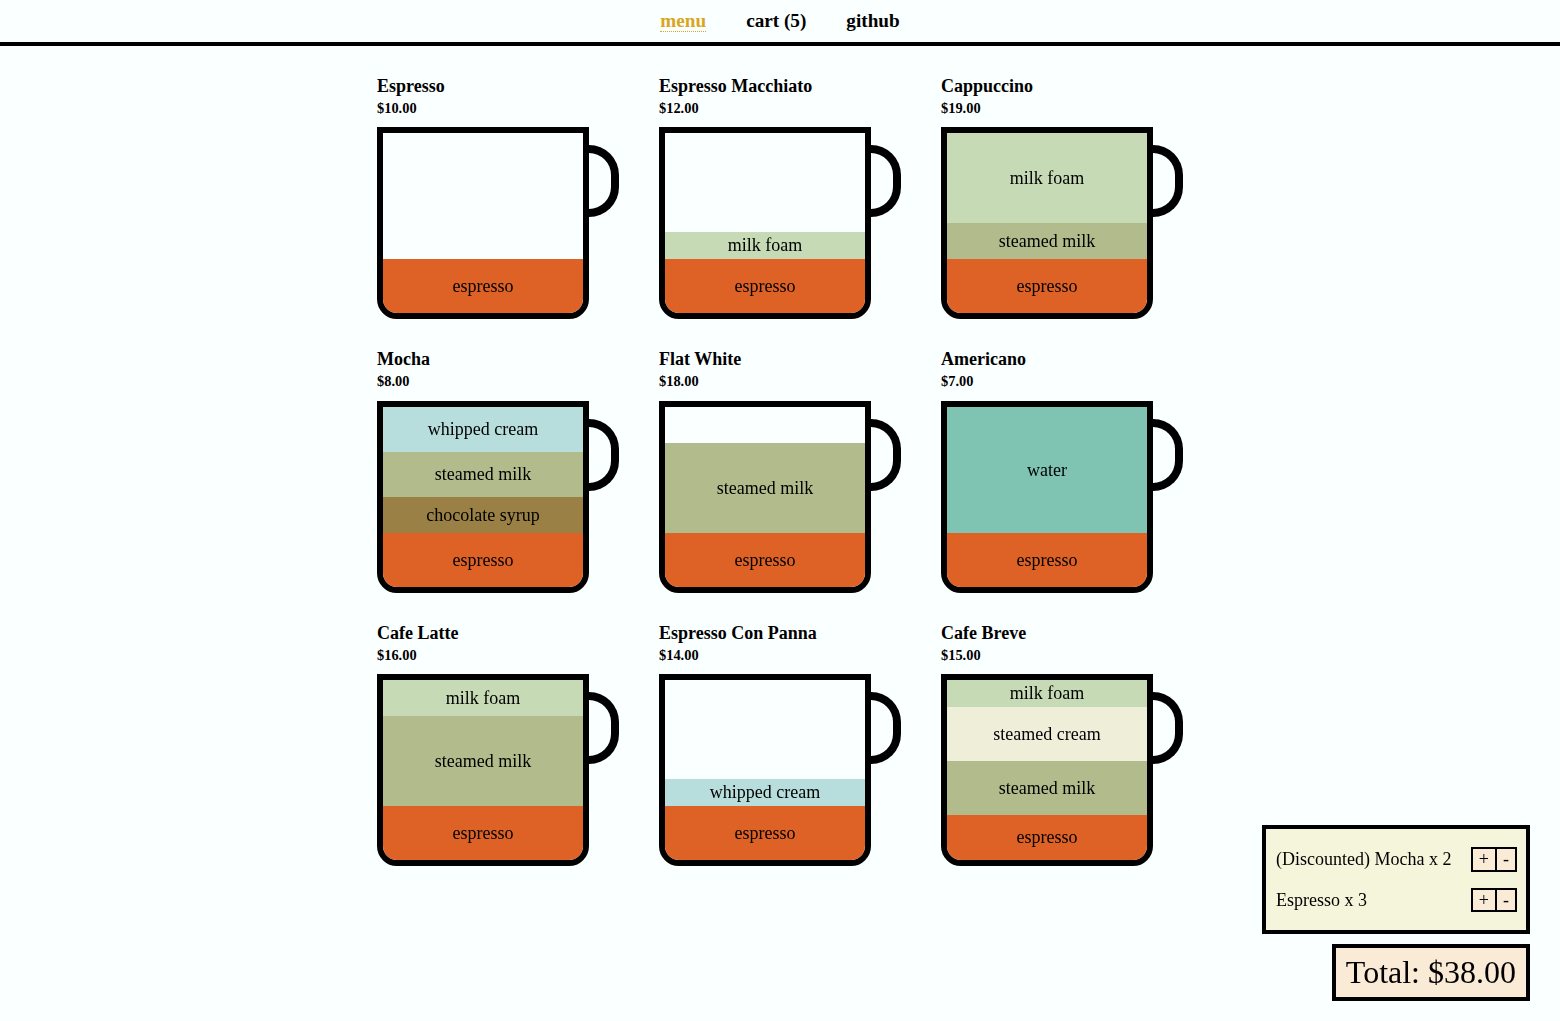 menu cart (5) github
Espresso
$10.00
espresso
Espresso Macchiato
$12.00
milk foam
espresso
Cappuccino
$19.00
milk foam
steamed milk
espresso
Mocha
$8.00
whipped cream
steamed milk
chocolate syrup
espresso
Flat White
$18.00
steamed milk
espresso
Americano
$7.00
water
espresso
Cafe Latte
$16.00
milk foam
steamed milk
espresso
Espresso Con Panna
$14.00
whipped cream
espresso
Cafe Breve
$15.00
milk foam
steamed cream
steamed milk
espresso
(Discounted) Mocha x 2 + -
Espresso x 3 + -
Total: $38.00